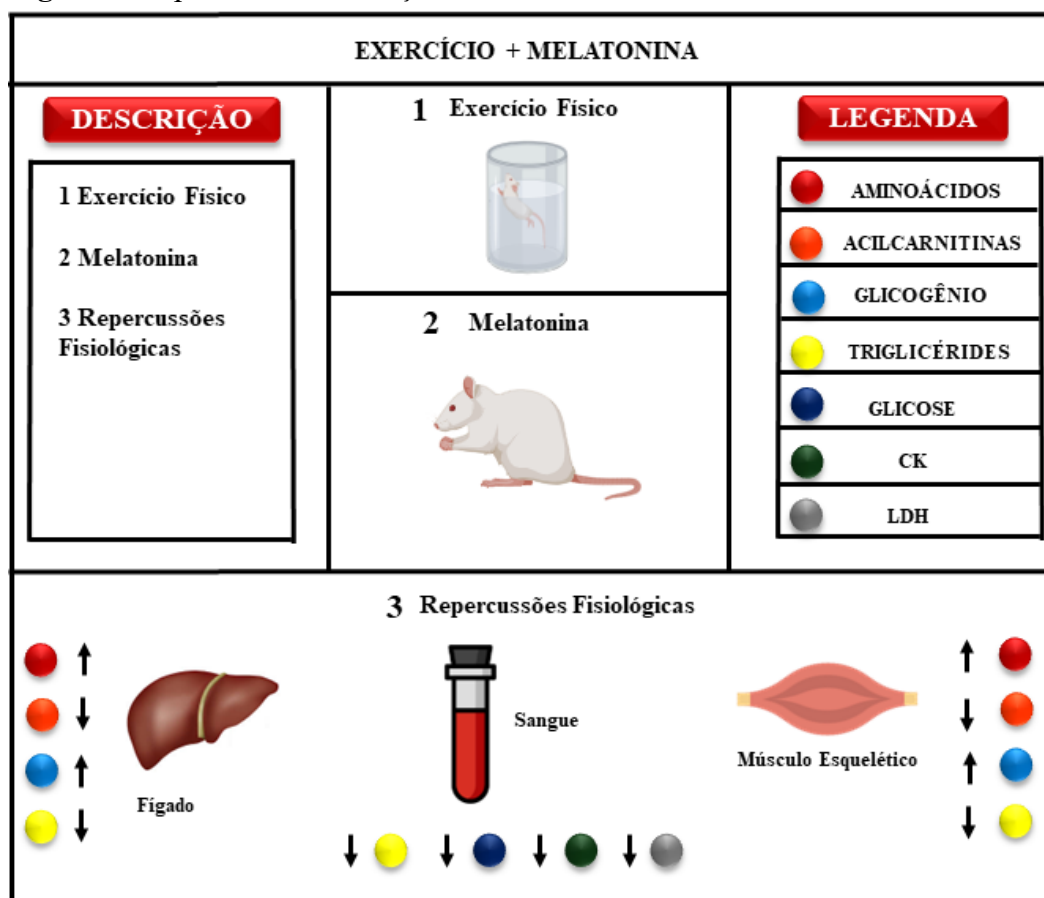 EXERCÍCIO + MELATONINA
DESCRIÇÃO
1 Exercício Físico
2 Melatonina
3 Repercussões
Fisiológicas
1 Exercício Físico
2 Melatonina
LEGENDA
AMINOÁCIDOS
ACILCARNITINAS
GLICOGÊNIO
TRIGLICÉRIDES
GLICOSE
CK
LDH
3 Repercussões Fisiológicas
Fígado
Sangue
Músculo Esquelético